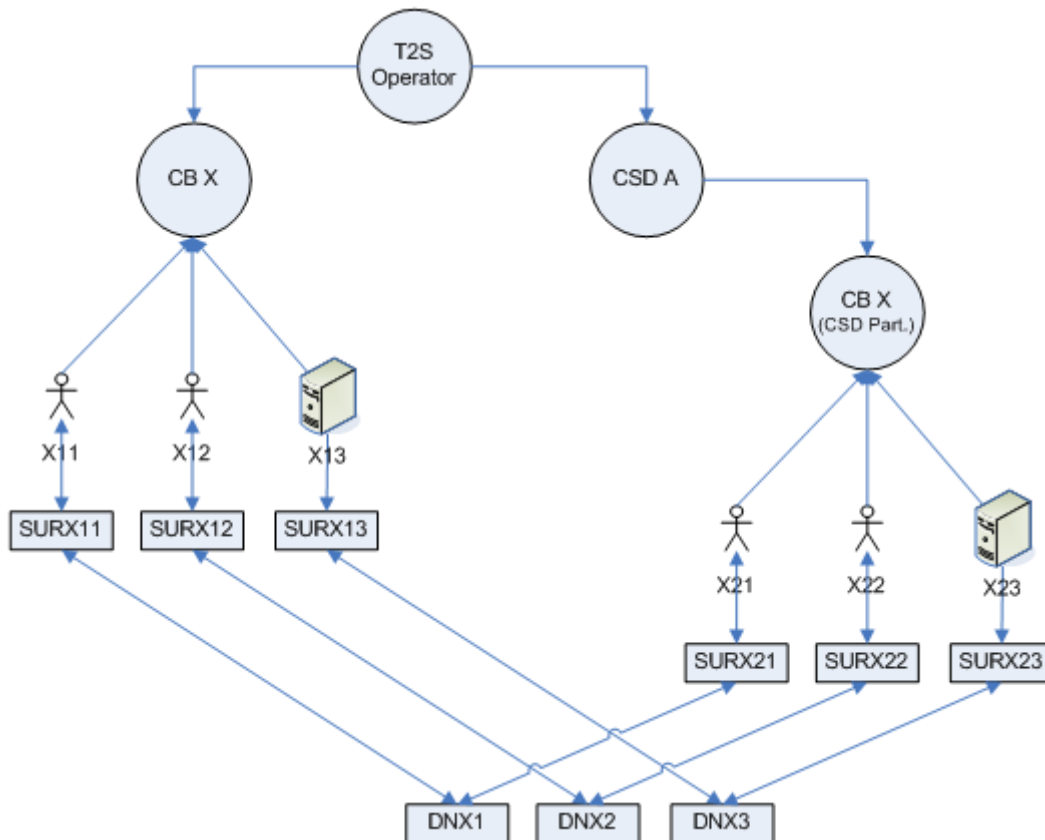 T2S
Operator
CB X
CSD A
CB X
(CSD Part.)
X11
X12
X13
SURX11
SURX12
SURX13
X21
X22
X23
SURX21
SURX22
SURX23
DNX1
DNX2
DNX3